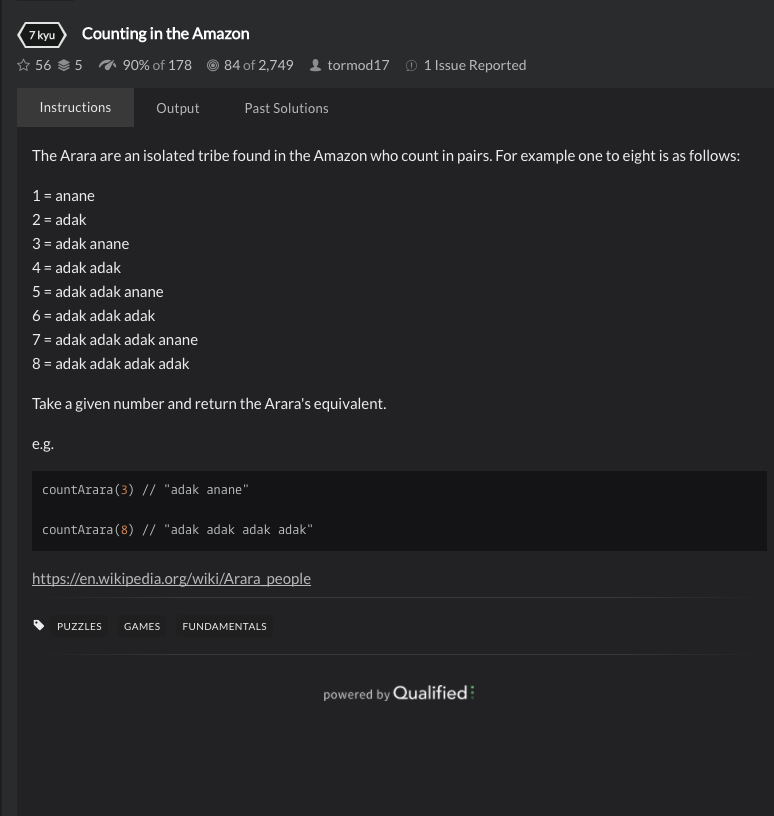 7 kyu Counting in the Amazon
56 5 90% of 178 84 of 2,749 tormod17 1 Issue Reported
Instructions Output Past Solutions
The Arara are an isolated tribe found in the Amazon who count in pairs. For example one to eight is as follows:
1 = anane
2 = adak
3 = adak anane
4 = adak adak
5 = adak adak anane
6 = adak adak adak
7 = adak adak adak anane
8 = adak adak adak adak
Take a given number and return the Arara's equivalent.
e.g.
countArara(3) // "adak anane"
countArara(8) // "adak adak adak adak"
https://en.wikipedia.org/wiki/Arara_people
PUZZLES GAMES FUNDAMENTALS
powered by Qualified